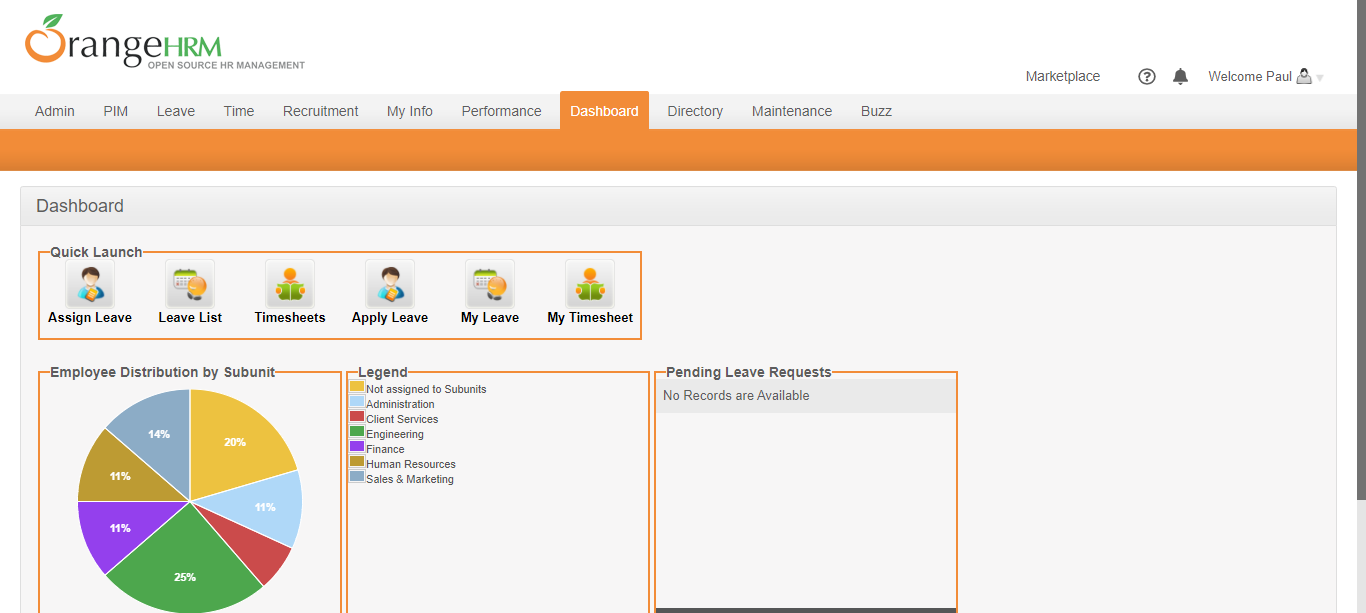 OrangeHRM
OPEN SOURCE HR MANAGEMENT
Marketplace ? Welcome Paul
Admin PIM Leave Time Recruitment My Info Performance Dashboard Directory Maintenance Buzz
Dashboard
Quick Launch
Assign Leave Leave List Timesheets Apply Leave My Leave My Timesheet
Employee Distribution by Subunit
20%
11%
25%
11%
11%
14%
Legend
Not assigned to Subunits
Administration
Client Services
Engineering
Finance
Human Resources
Sales & Marketing
Pending Leave Requests
No Records are Available